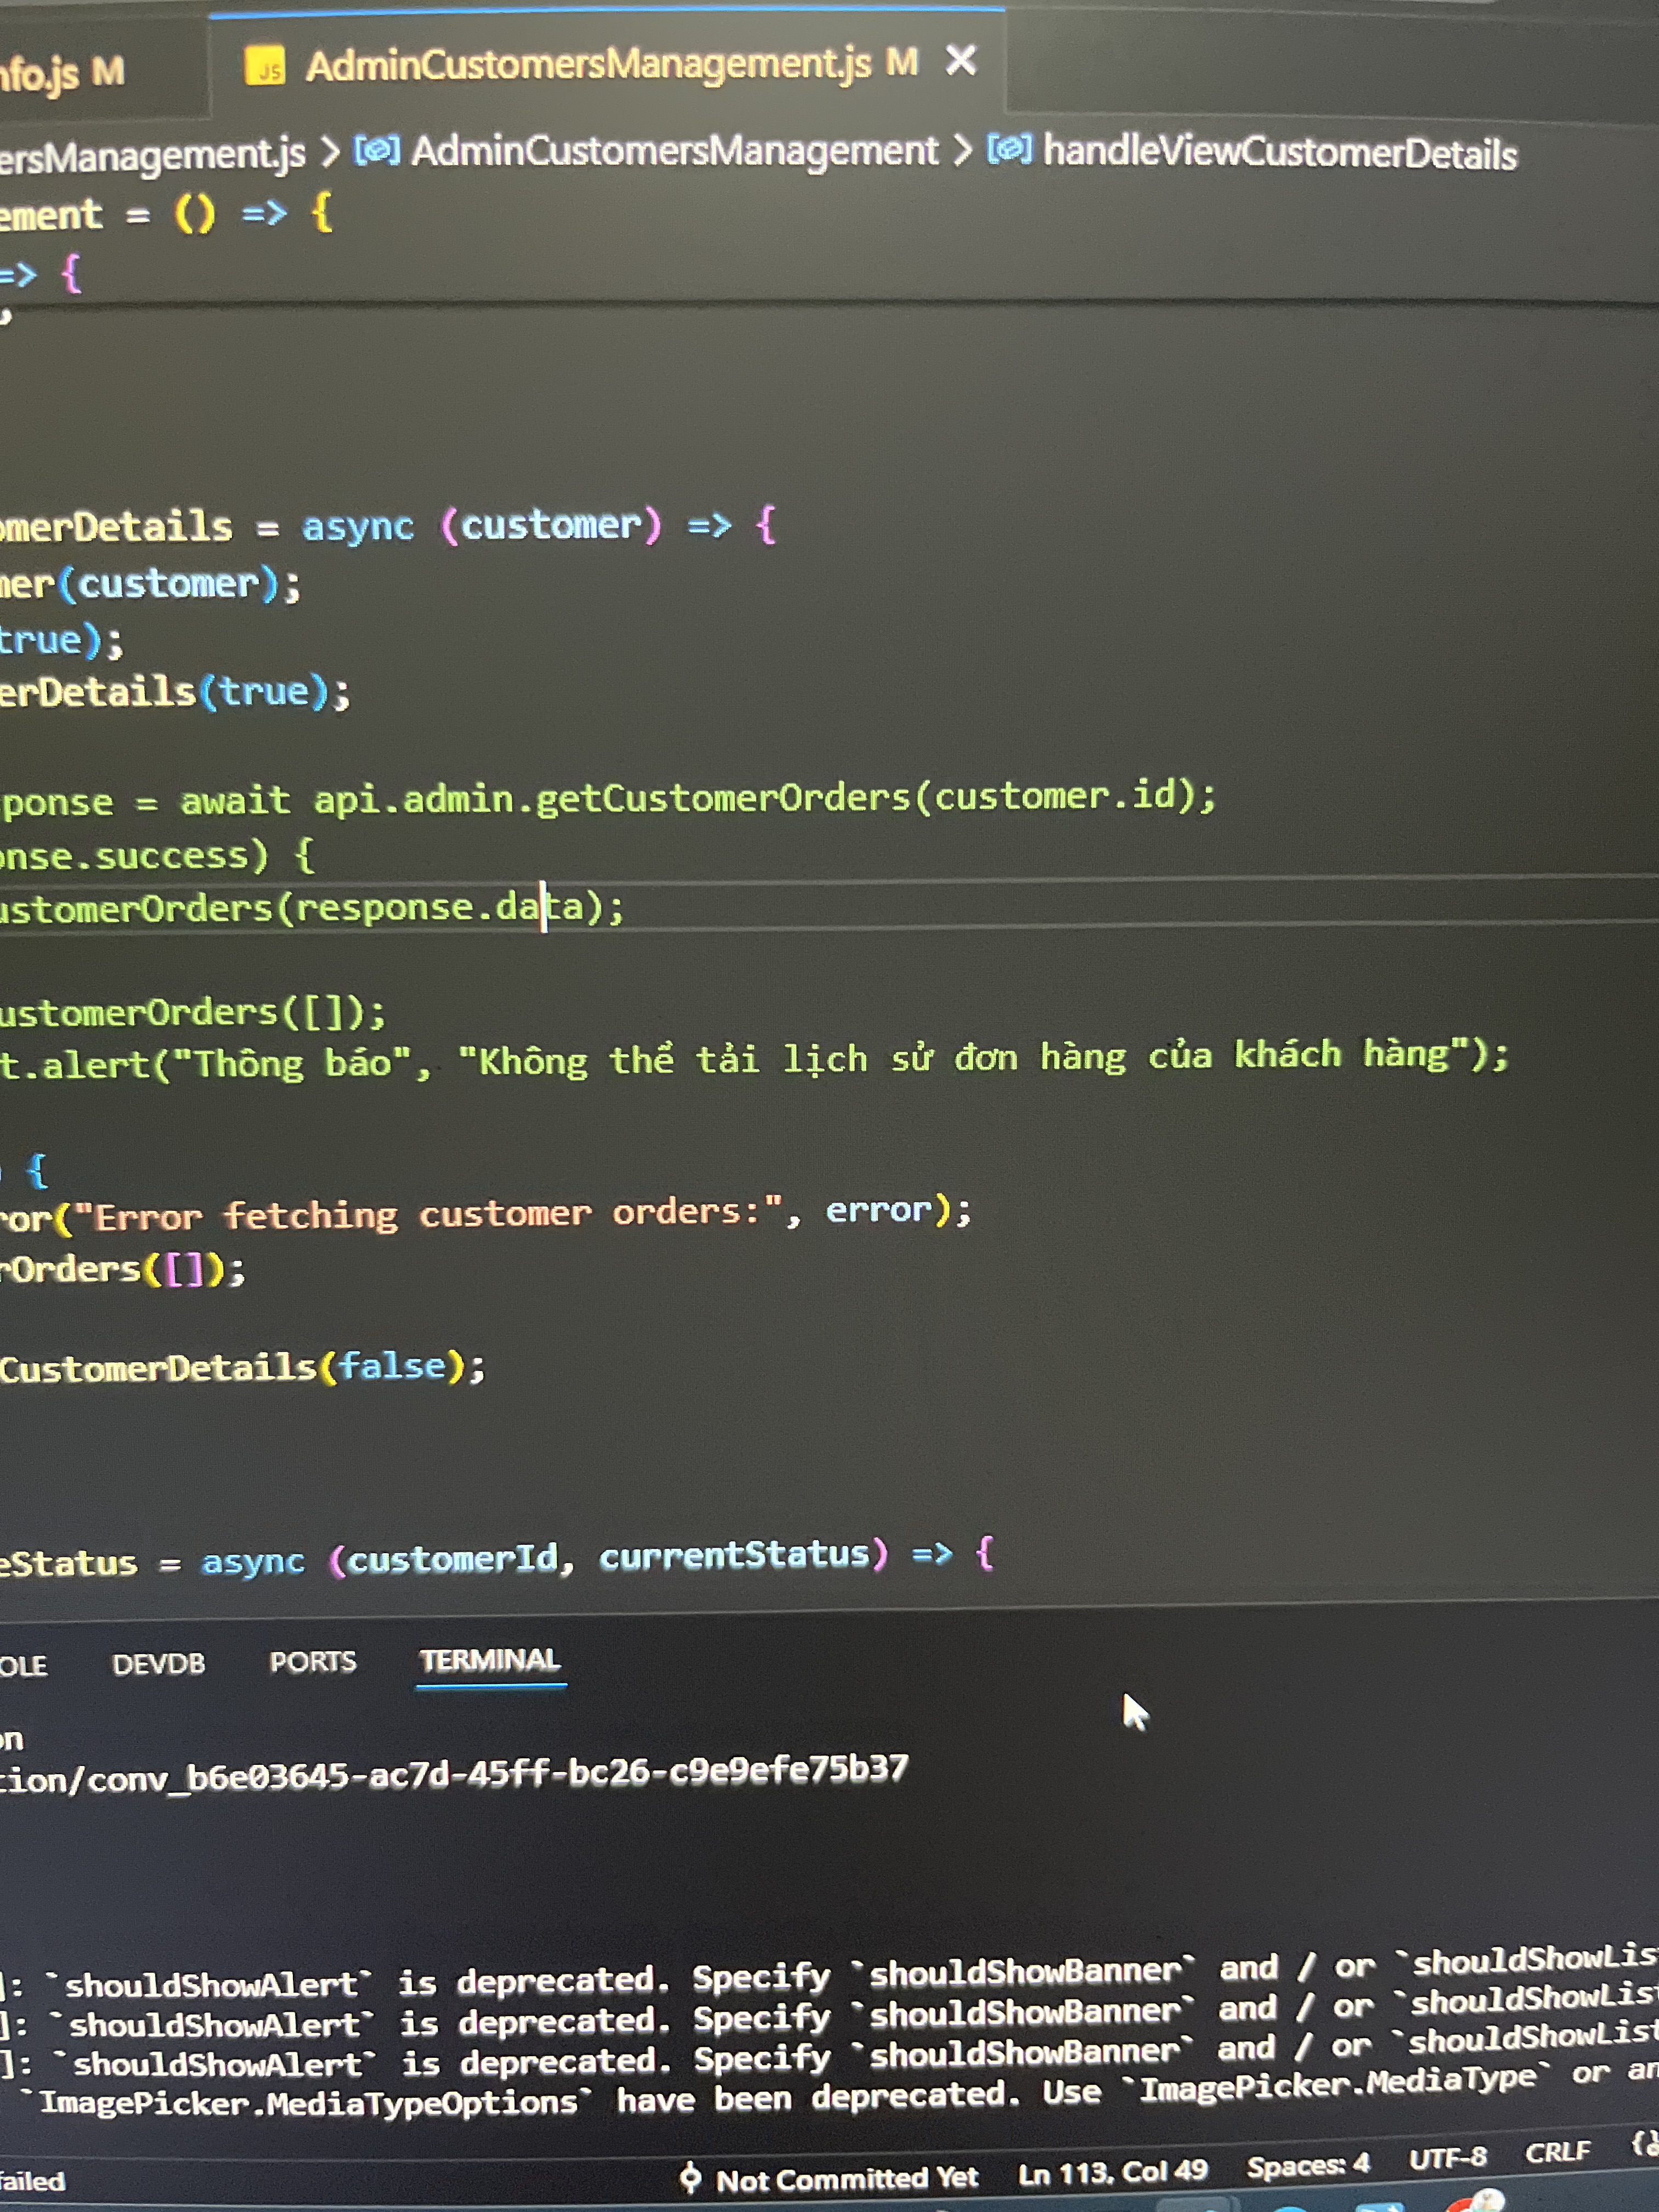 nfo.js M
JS AdminCustomersManagement.js M ×
ersManagement.js > AdminCustomersManagement > handleViewCustomerDetails
ement = () => {
=> {
,
omerDetails = async (customer) => {
mer(customer);
true);
erDetails(true);
ponse = await api.admin.getCustomerOrders(customer.id);
onse.success) {
ustomerOrders(response.data);
ustomerOrders([]);
t.alert("Thông báo", "Không thể tải lịch sử đơn hàng của khách hàng");
) {
ror("Error fetching customer orders:", error);
rOrders([]);
CustomerDetails(false);
eStatus = async (customerId, currentStatus) => {
OLE DEVDB PORTS TERMINAL
on
tion/conv_b6e03645-ac7d-45ff-bc26-c9e9efe75b37
]: `shouldShowAlert` is deprecated. Specify `shouldShowBanner` and / or `shouldShowLis
]: `shouldShowAlert` is deprecated. Specify `shouldShowBanner` and / or `shouldShowList
]: `shouldShowAlert` is deprecated. Specify `shouldShowBanner` and / or `shouldShowList
`ImagePicker.MediaTypeOptions` have been deprecated. Use `ImagePicker.MediaType` or an
failed Not Committed Yet Ln 113, Col 49 Spaces: 4 UTF-8 CRLF {